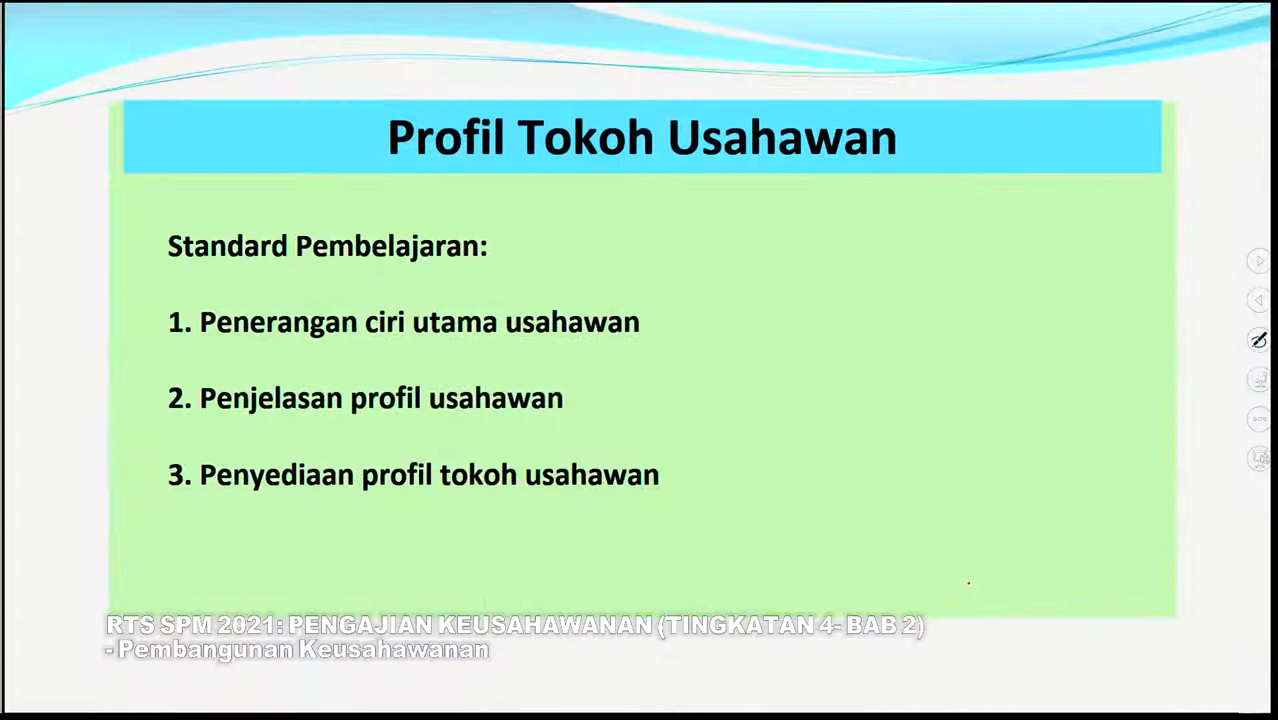 Profil Tokoh Usahawan
Standard Pembelajaran:
1. Penerangan ciri utama usahawan
2. Penjelasan profil usahawan
3. Penyediaan profil tokoh usahawan
RTS SPM 2021: PENGAJIAN KEUSAHAWANAN (TINGKATAN 4- BAB 2)
- Pembangunan Keusahawanan